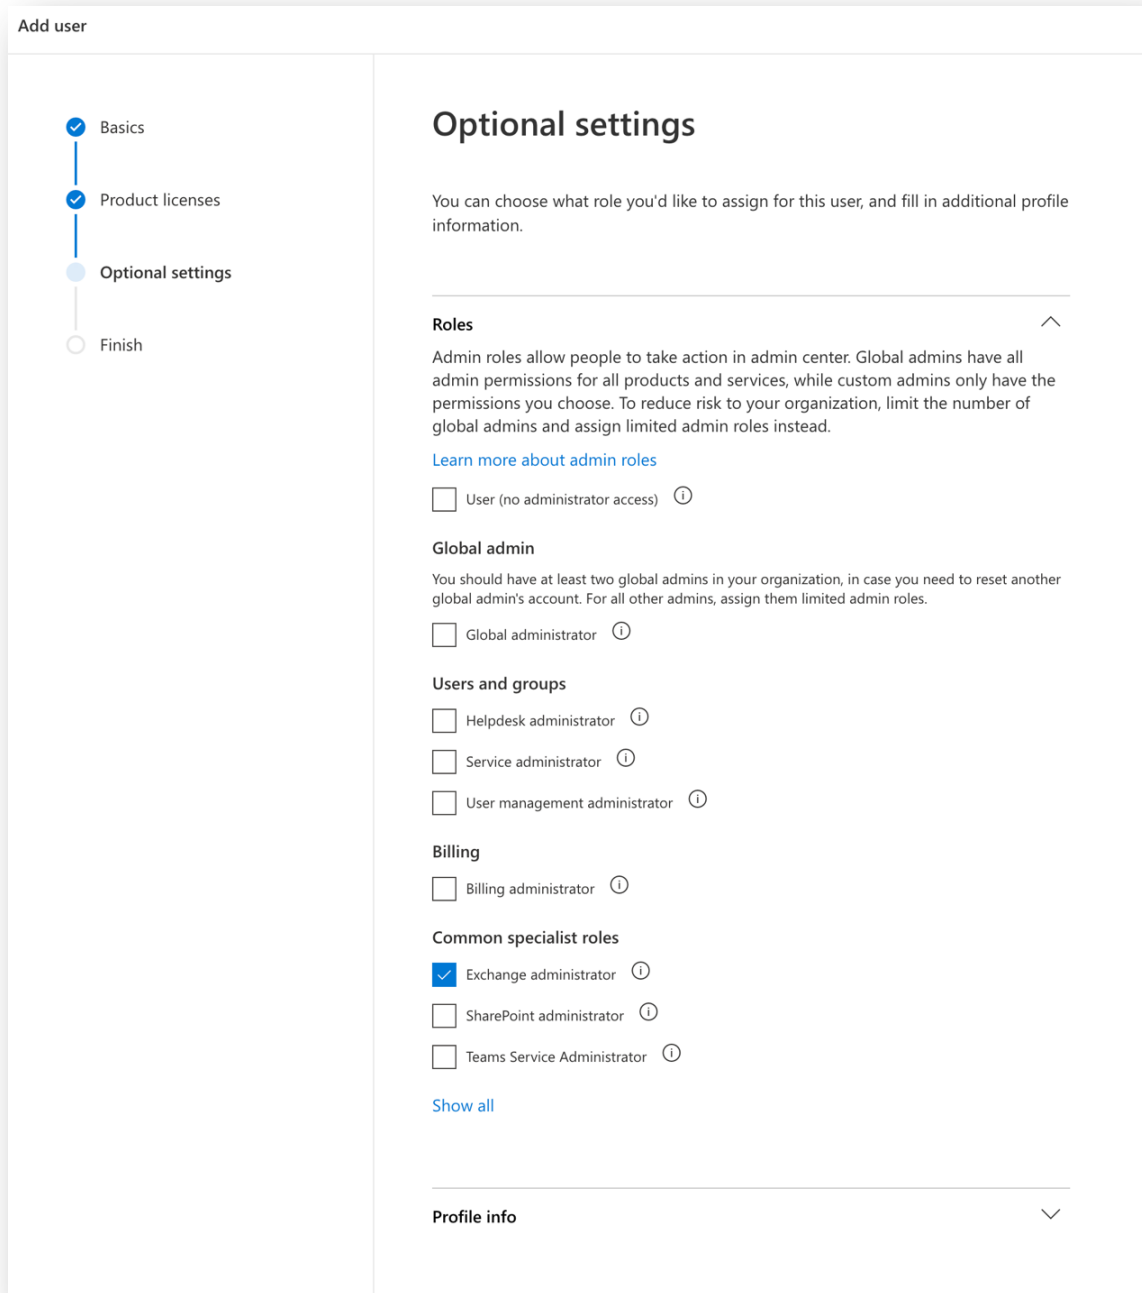 Add user
Basics
Product licenses
Optional settings
Finish
Optional settings
You can choose what role you'd like to assign for this user, and fill in additional profile
information.
Roles
Admin roles allow people to take action in admin center. Global admins have all
admin permissions for all products and services, while custom admins only have the
permissions you choose. To reduce risk to your organization, limit the number of
global admins and assign limited admin roles instead.
Learn more about admin roles
User (no administrator access)
Global admin
You should have at least two global admins in your organization, in case you need to reset another
global admin's account. For all other admins, assign them limited admin roles.
Global administrator
Users and groups
Helpdesk administrator
Service administrator
User management administrator
Billing
Billing administrator
Common specialist roles
Exchange administrator
SharePoint administrator
Teams Service Administrator
Show all
Profile info